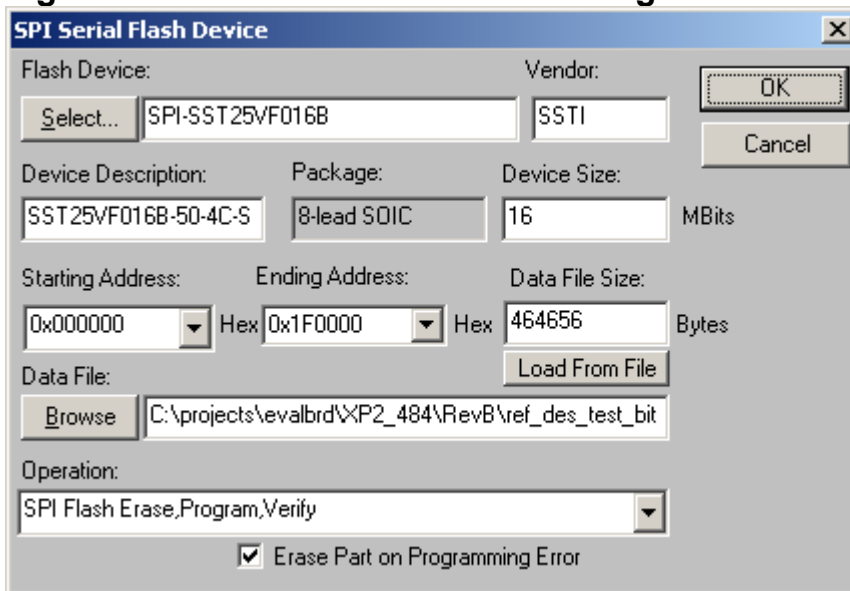 SPI Serial Flash Device
Flash Device: Vendor:
Select... SPI-SST25VF016B SSTI OK
Cancel
Device Description: Package: Device Size:
SST25VF016B-50-4C-S 8-lead SOIC 16 MBits
Starting Address: Ending Address: Data File Size:
0x000000 Hex 0x1F0000 Hex 464656 Bytes
Load From File
Data File:
Browse C:\projects\evalbrd\XP2_484\RevB\ref_des_test_bit
Operation:
SPI Flash Erase,Program,Verify
Erase Part on Programming Error